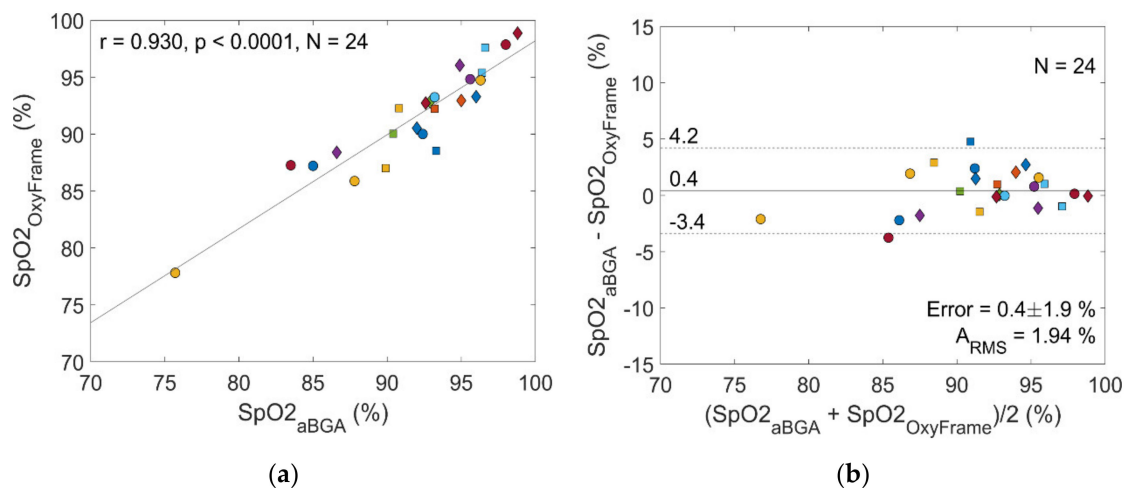 r = 0.930, p < 0.0001, N = 24
100
95
90
85
80
75
70
SpO2OxyFrame (%)
70 75 80 85 90 95 100
SpO2aBGA (%)
(a)
N = 24
15
10
5
0
-5
-10
-15
SpO2aBGA - SpO2OxyFrame (%)
4.2
0.4
-3.4
Error = 0.4±1.9 %
ARMS = 1.94 %
70 75 80 85 90 95 100
(SpO2aBGA + SpO2OxyFrame)/2 (%)
(b)